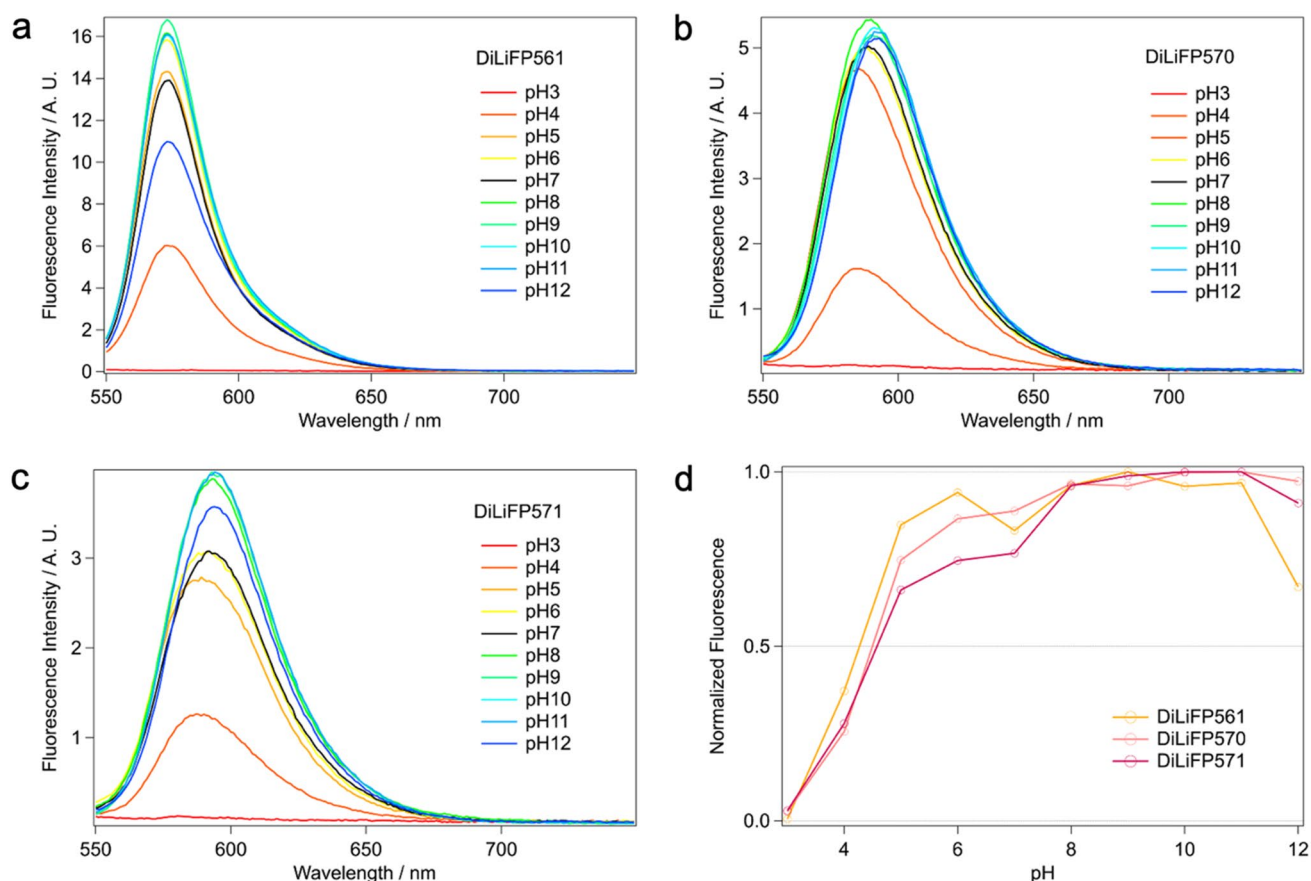 a
Fluorescence Intensity / A. U.
16
14
12
10
8
6
4
2
0
DiLiFP561
pH3
pH4
pH5
pH6
pH7
pH8
pH9
pH10
pH11
pH12
550
600
650
700
Wavelength / nm
b
Fluorescence Intensity / A. U.
5
4
3
2
1
DiLiFP570
pH3
pH4
pH5
pH6
pH7
pH8
pH9
pH10
pH11
pH12
550
600
650
700
Wavelength / nm
c
Fluorescence Intensity / A. U.
3
2
1
DiLiFP571
pH3
pH4
pH5
pH6
pH7
pH8
pH9
pH10
pH11
pH12
550
600
650
700
Wavelength / nm
d
Normalized Fluorescence
1.0
0.5
0.0
DiLiFP561
DiLiFP570
DiLiFP571
4
6
8
10
12
pH